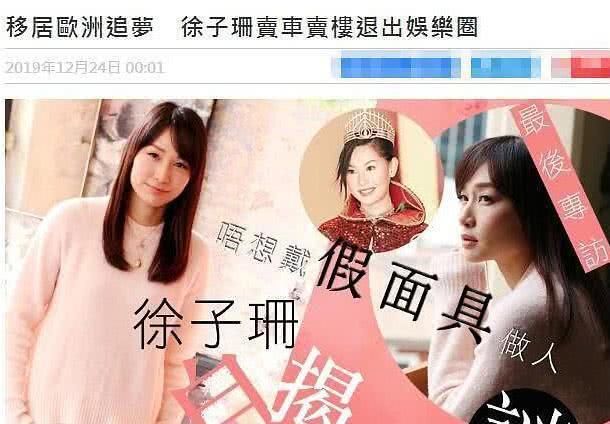 移居歐洲追夢 徐子珊賣車賣樓退出娛樂圈
2019年12月24日 00:01
最後專訪
唔想戴
假面具
做人
徐子珊
揭